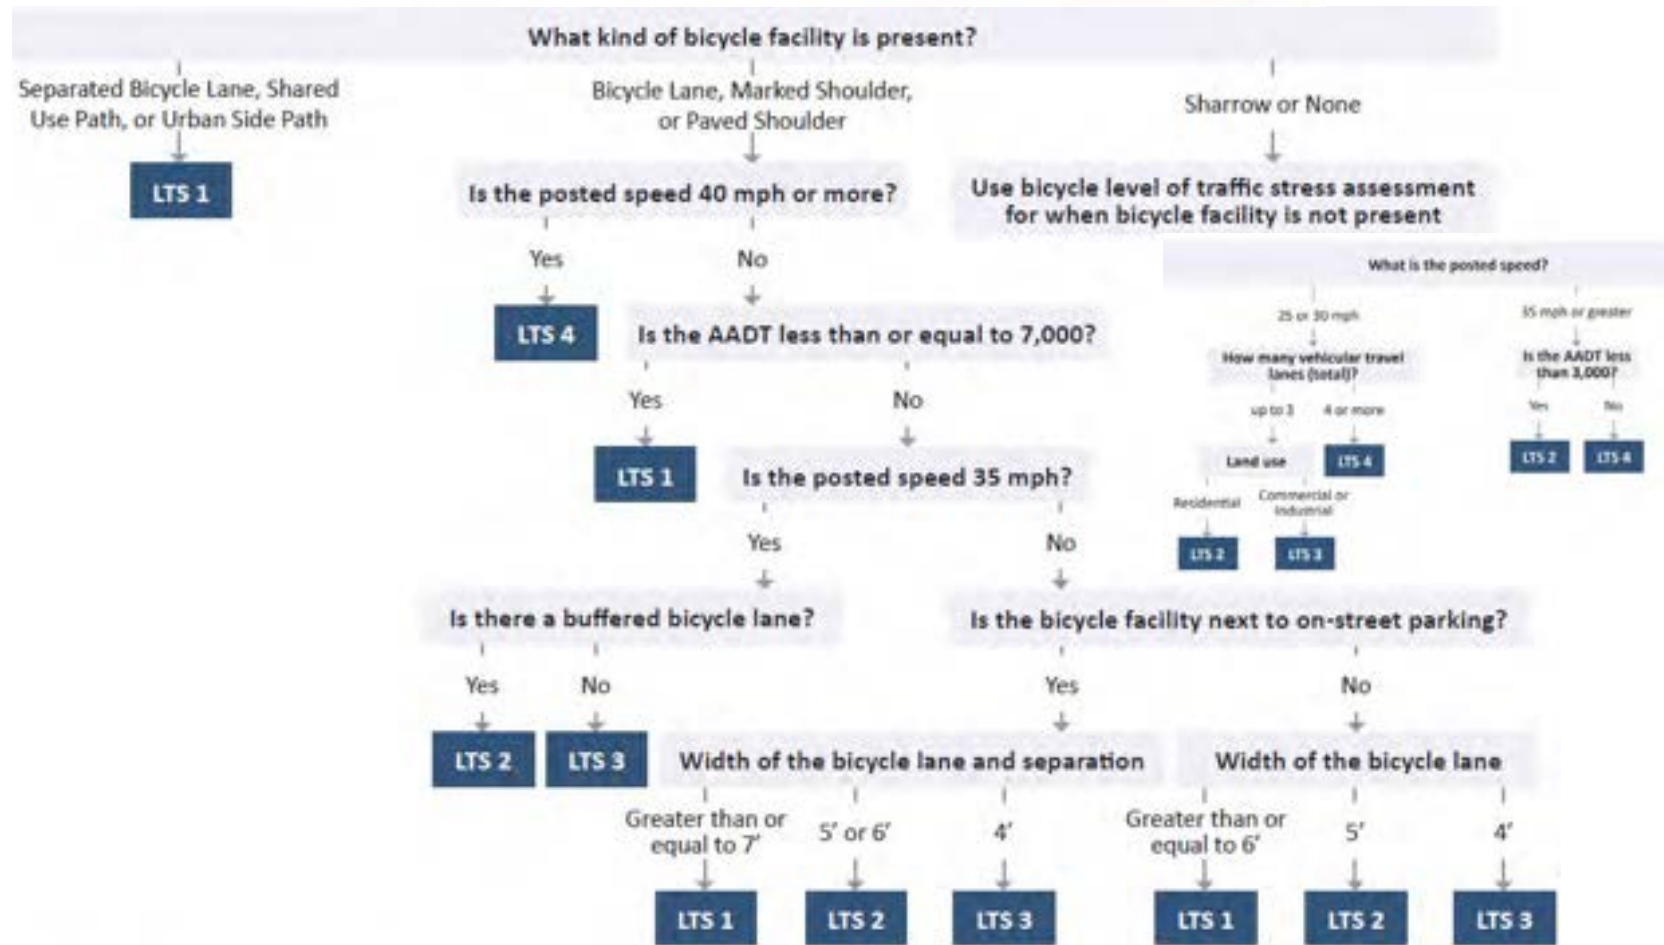 What kind of bicycle facility is present?
Separated Bicycle Lane, Shared
Use Path, or Urban Side Path
Bicycle Lane, Marked Shoulder,
or Paved Shoulder
Sharrow or None
LTS 1
Is the posted speed 40 mph or more?
Use bicycle level of traffic stress assessment
for when bicycle facility is not present
Yes
No
LTS 4
Is the AADT less than or equal to 7,000?
Yes
No
LTS 1
Is the posted speed 35 mph?
Yes
No
What is the posted speed?
25 or 30 mph
35 mph or greater
How many vehicular travel
lanes (total)?
Is the AADT less
than 3,000?
up to 3
4 or more
Yes
No
Land use
LTS 4
LTS 2
LTS 4
Residential
Commercial or
Industrial
LTS 2
LTS 3
Is there a buffered bicycle lane?
Is the bicycle facility next to on-street parking?
Yes
No
Yes
No
LTS 2
LTS 3
Width of the bicycle lane and separation
Width of the bicycle lane
Greater than or
equal to 7'
5' or 6'
4'
Greater than or
equal to 6'
5'
4'
LTS 1
LTS 2
LTS 3
LTS 1
LTS 2
LTS 3